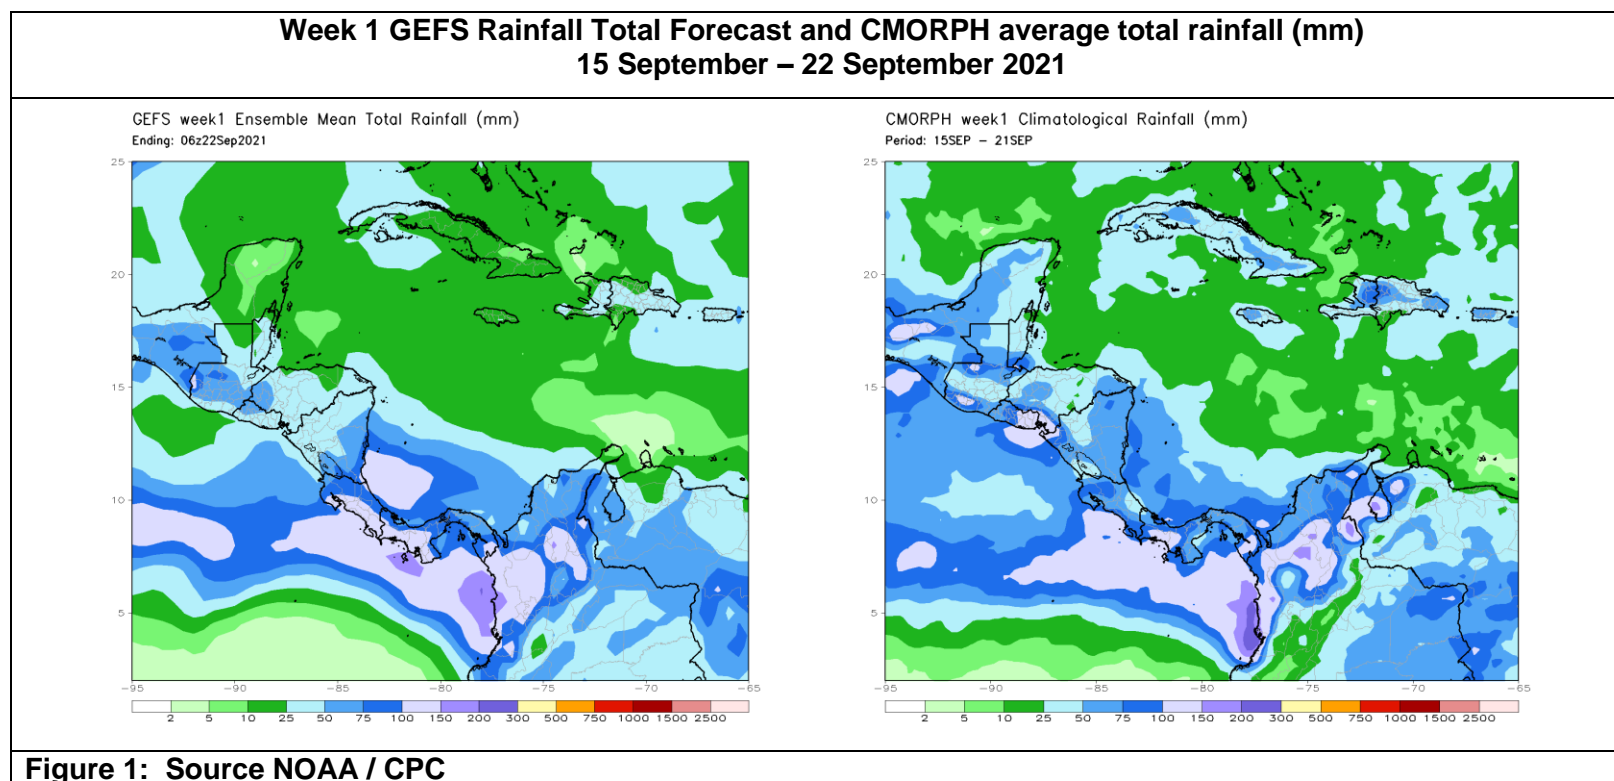 Week 1 GEFS Rainfall Total Forecast and CMORPH average total rainfall (mm)
15 September – 22 September 2021
GEFS week1 Ensemble Mean Total Rainfall (mm)
Ending: 06z22Sep2021
25
20
15
10
5
-95 -90 -85 -80 -75 -70 -65
2 5 10 25 50 75 100 150 200 300 500 750 1000 1500 2500
CMORPH week1 Climatological Rainfall (mm)
Period: 15SEP – 21SEP
25
20
15
10
5
-95 -90 -85 -80 -75 -70 -65
2 5 10 25 50 75 100 150 200 300 500 750 1000 1500 2500
Figure 1: Source NOAA / CPC